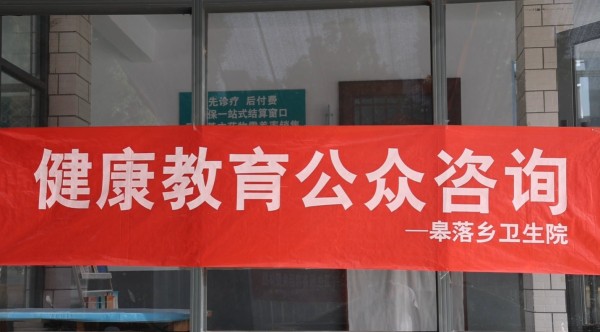 先诊疗 后付费
保一站式结算窗口
健康教育公众咨询
—皋落乡卫生院